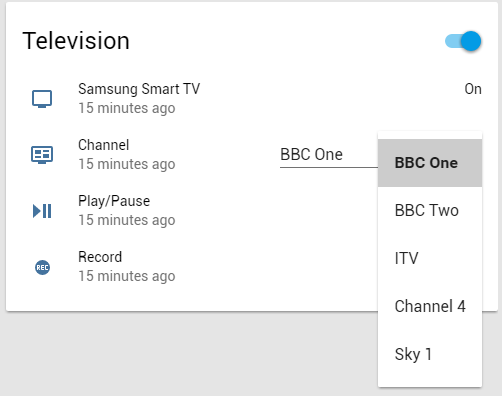 Television
Samsung Smart TV
On
15 minutes ago
Channel
15 minutes ago
BBC One
Play/Pause
15 minutes ago
REC
Record
15 minutes ago
BBC One
BBC Two
ITV
Channel 4
Sky 1